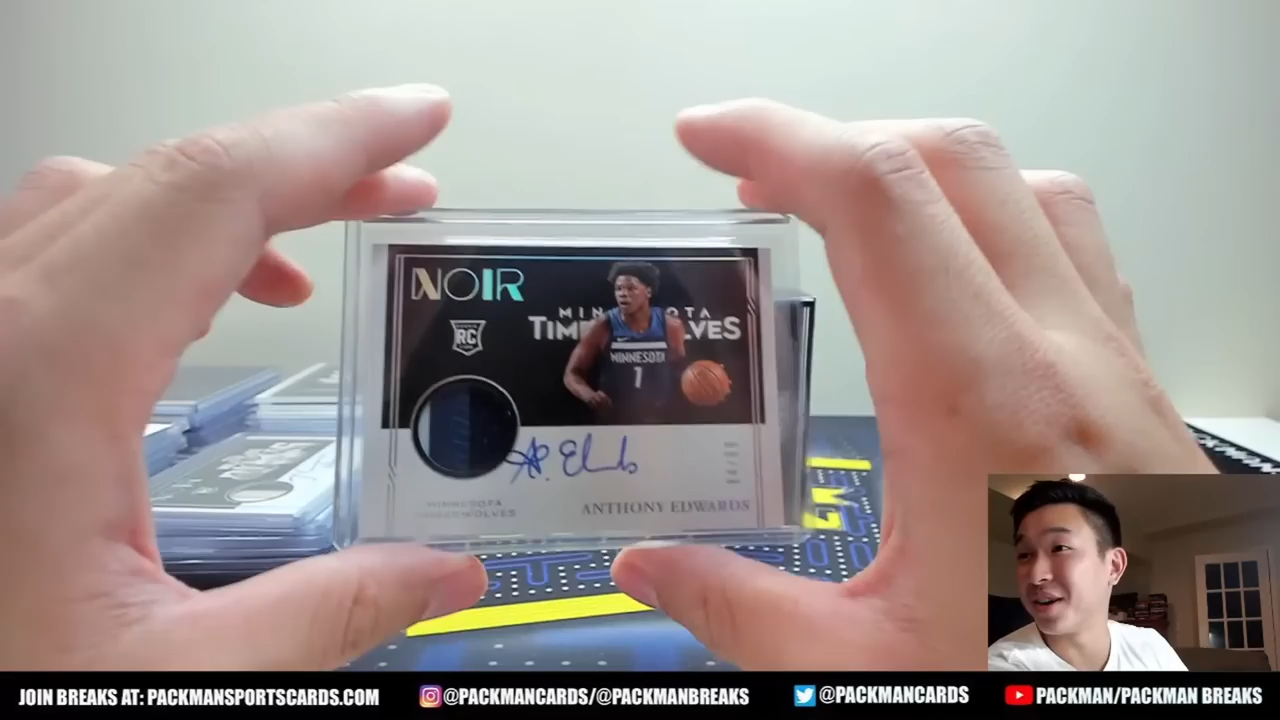 NOIR
RC
MINNESOTA
TIMBERWOLVES
MINNESOTA
1
MINNESOTA
TIMBERWOLVES
ANTHONY EDWARDS
JOIN BREAKS AT: PACKMANSPORTSCARDS.COM
@PACKMANCARDS/@PACKMANBREAKS
@PACKMANCARDS
PACKMAN/PACKMAN BREAKS